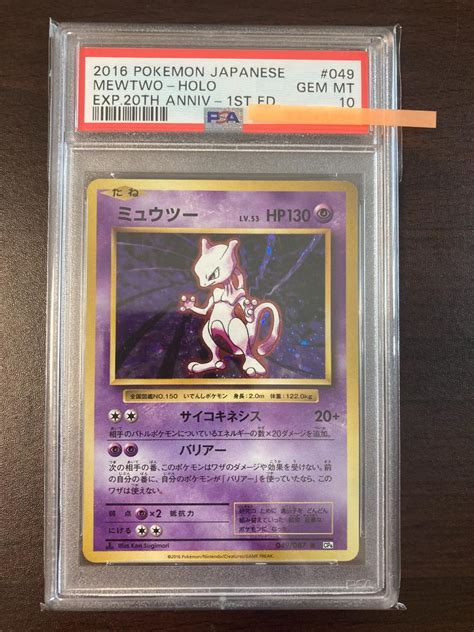 2016 POKEMON JAPANESE #049
MEWTWO-HOLO GEM MT
EXP.20TH ANNIV-1ST ED 10
PSA
たね
ミュウツー LV.53 HP130
全国図鑑NO.150 いでんしポケモン 身長:2.0m 体重:122.0kg
サイコキネシス 20+
相手のバトルポケモンについているエネルギーの数×20ダメージを追加。
バリアー
次の相手の番、このポケモンはワザのダメージや効果を受けない。前
の自分の番に、自分のポケモンが「バリアー」を使っていたなら、この
ワザは使えない。
弱点 ×2 抵抗力
にげる
Illus. Ken Sugimori
©2016 Pokémon/Nintendo/Creatures/GAME FREAK.